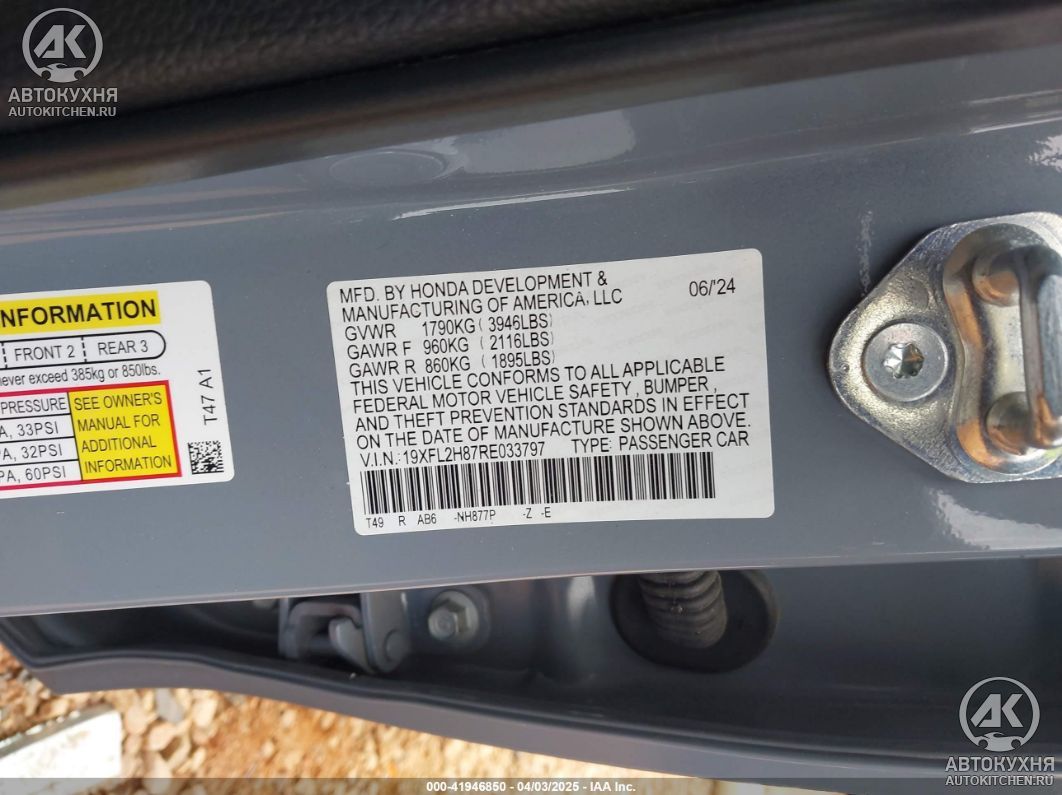 АК
АВТОКУХНЯ
AUTOKITCHEN.RU
INFORMATION
FRONT 2 REAR 3
never exceed 385kg or 850lbs.
PRESSURE
A, 33PSI
PA, 32PSI
PA, 60PSI
SEE OWNER'S
MANUAL FOR
ADDITIONAL
INFORMATION
T47 A1
MFD. BY HONDA DEVELOPMENT &
MANUFACTURING OF AMERICA, LLC 06/'24
GVWR 1790KG ( 3946LBS)
GAWR F 960KG ( 2116LBS)
GAWR R 860KG ( 1895LBS)
THIS VEHICLE CONFORMS TO ALL APPLICABLE
FEDERAL MOTOR VEHICLE SAFETY , BUMPER ,
AND THEFT PREVENTION STANDARDS IN EFFECT
ON THE DATE OF MANUFACTURE SHOWN ABOVE.
V.I.N.:19XFL2H87RE033797 TYPE: PASSENGER CAR
T49 R AB6 -NH877P -Z -E
АК
АВТОКУХНЯ
AUTOKITCHEN.RU
000-41946850 - 04/03/2025 - IAA Inc.